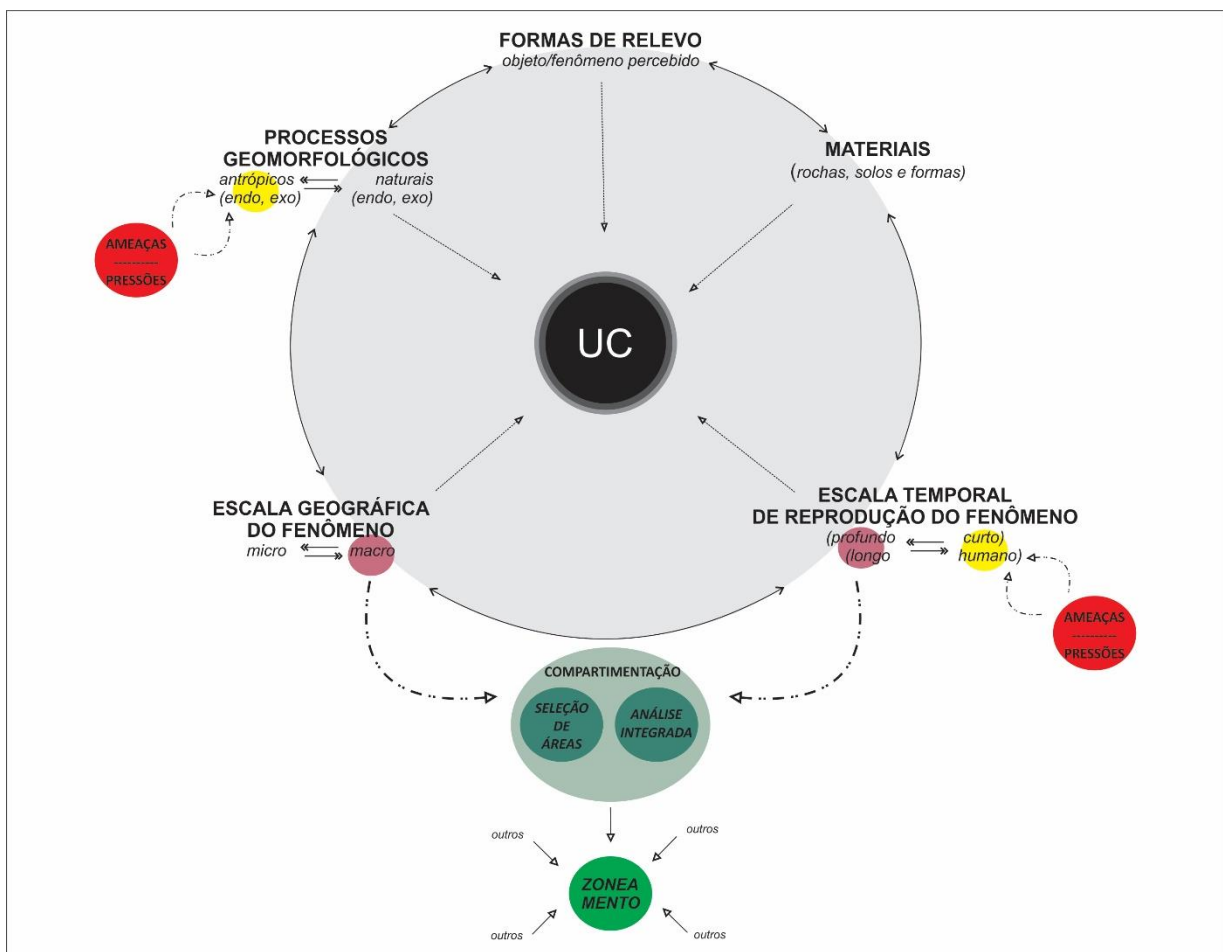 FORMAS DE RELEVO
objeto/fenômeno percebido
PROCESSOS
GEOMORFOLÓGICOS
antrópicos naturais
(endo, exo) (endo, exo)
MATERIAIS
(rochas, solos e formas)
AMEAÇAS
----------
PRESSÕES
UC
ESCALA GEOGRÁFICA
DO FENÔMENO
micro macro
ESCALA TEMPORAL
DE REPRODUÇÃO DO FENÔMENO
(profundo curto)
(longo humano)
AMEAÇAS
----------
PRESSÕES
COMPARTIMENTAÇÃO
SELEÇÃO
DE
ÁREAS
ANÁLISE
INTEGRADA
outros
outros
ZONEA
MENTO
outros
outros